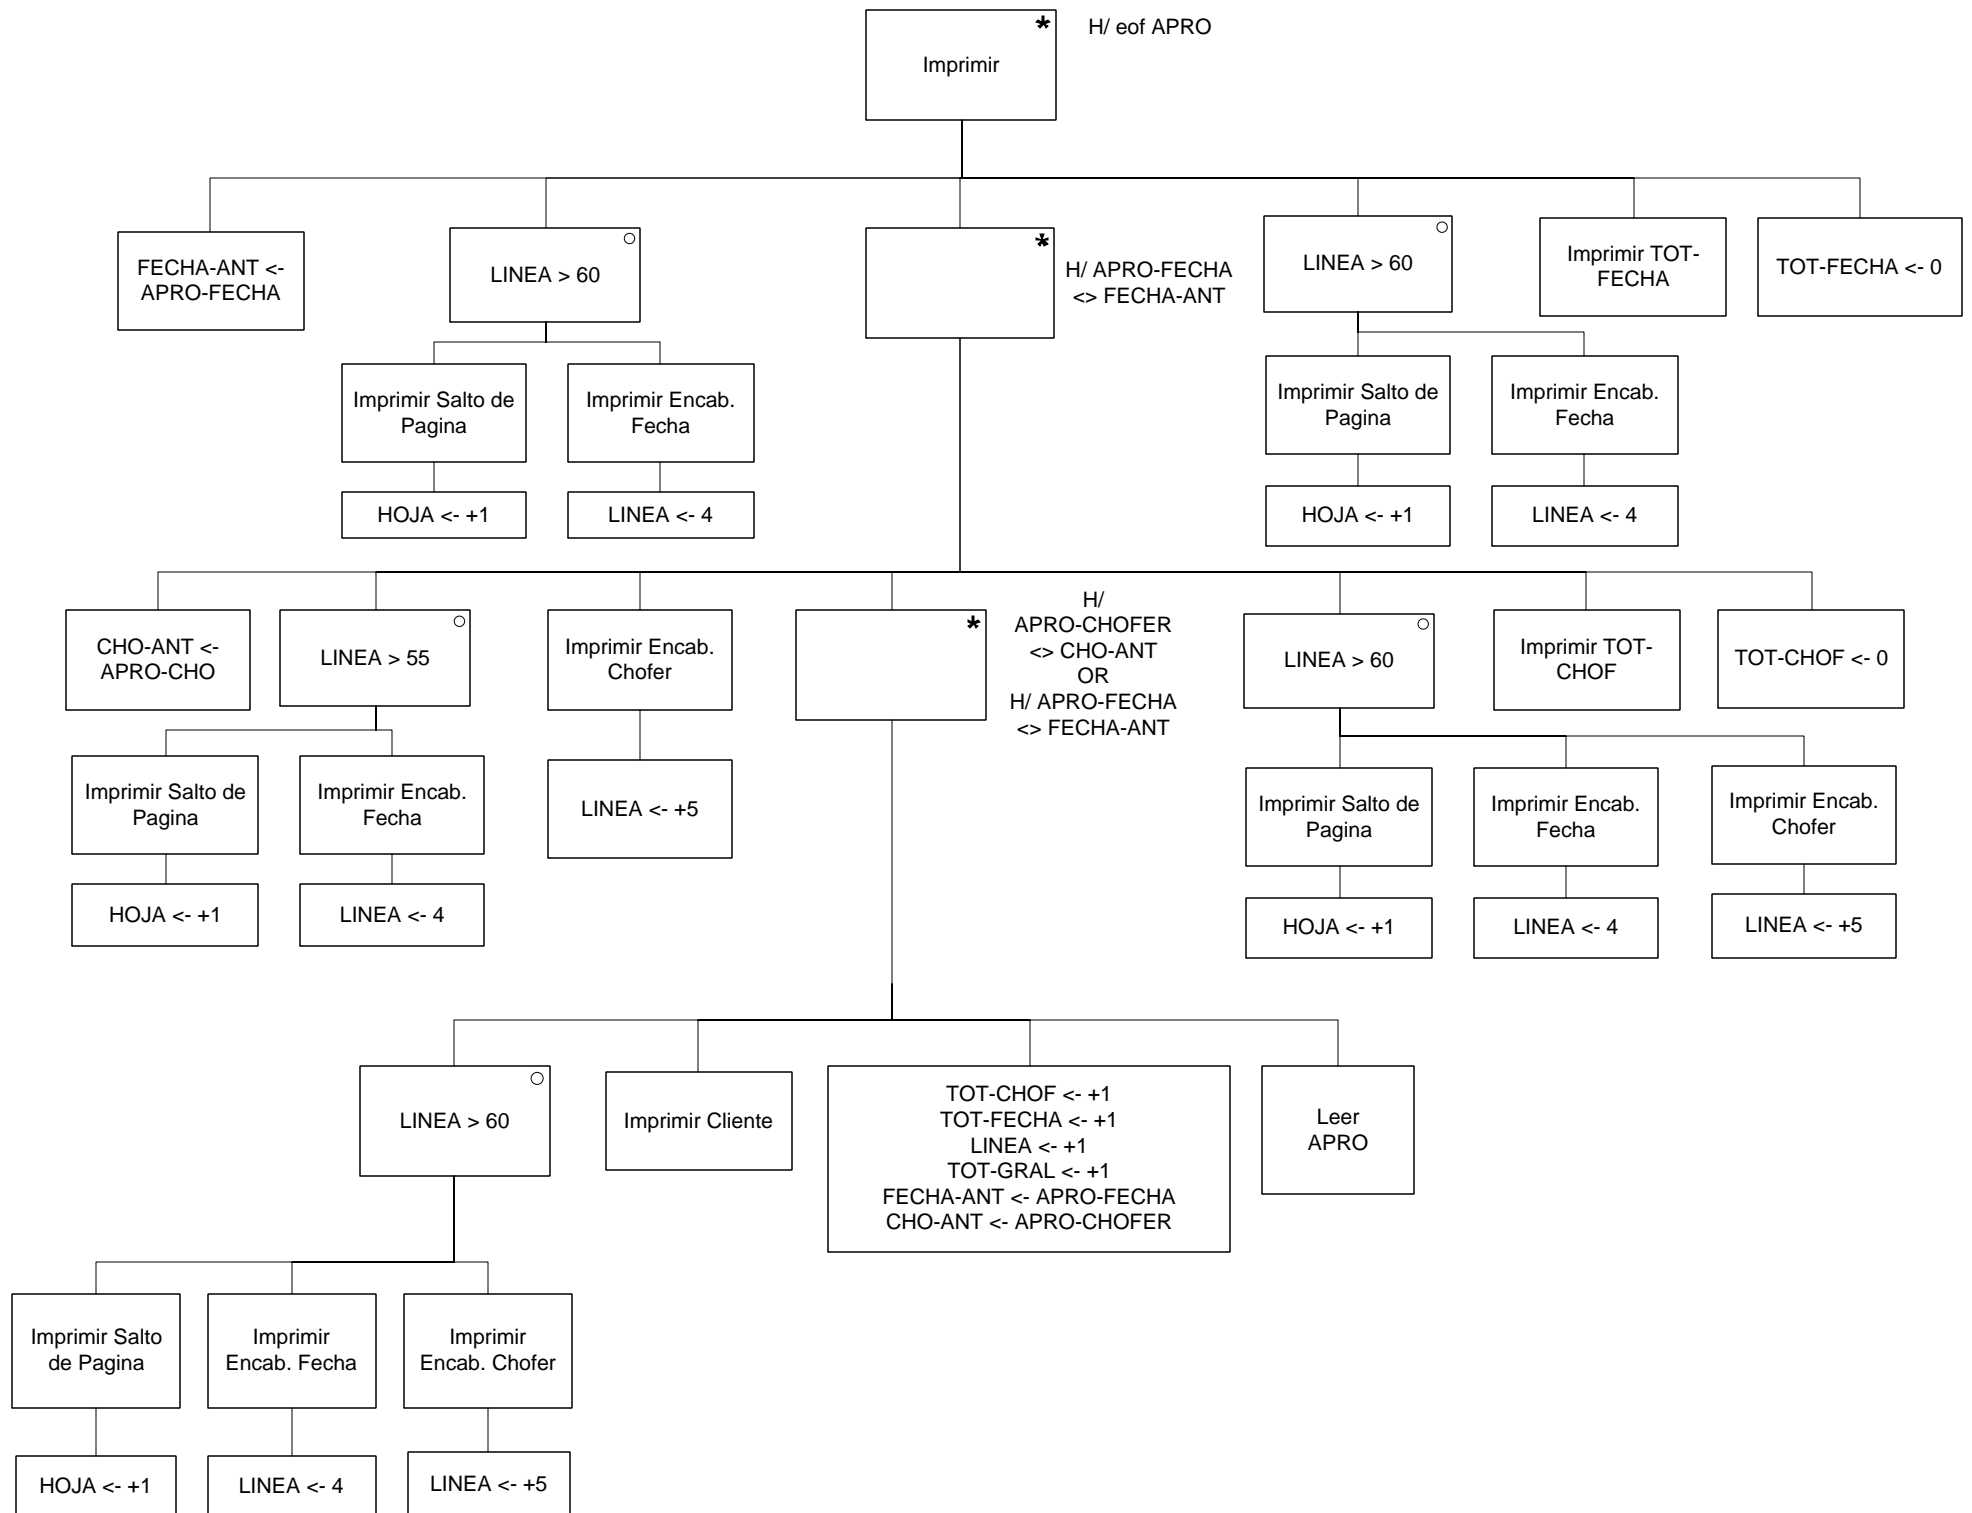 *
H/ eof APRO
Imprimir
FECHA-ANT <-
APRO-FECHA
LINEA > 60
*
H/ APRO-FECHA
<> FECHA-ANT
LINEA > 60
Imprimir TOT-
FECHA
TOT-FECHA <- 0
Imprimir Salto de
Pagina
Imprimir Encab.
Fecha
Imprimir Salto de
Pagina
Imprimir Encab.
Fecha
HOJA <- +1
LINEA <- 4
HOJA <- +1
LINEA <- 4
CHO-ANT <-
APRO-CHO
LINEA > 55
Imprimir Encab.
Chofer
*
H/
APRO-CHOFER
<> CHO-ANT
OR
H/ APRO-FECHA
<> FECHA-ANT
LINEA > 60
Imprimir TOT-
CHOF
TOT-CHOF <- 0
Imprimir Salto de
Pagina
Imprimir Encab.
Fecha
LINEA <- +5
Imprimir Salto de
Pagina
Imprimir Encab.
Fecha
Imprimir Encab.
Chofer
HOJA <- +1
LINEA <- 4
HOJA <- +1
LINEA <- 4
LINEA <- +5
LINEA > 60
Imprimir Cliente
TOT-CHOF <- +1
TOT-FECHA <- +1
LINEA <- +1
TOT-GRAL <- +1
FECHA-ANT <- APRO-FECHA
CHO-ANT <- APRO-CHOFER
Leer
APRO
Imprimir Salto
de Pagina
Imprimir
Encab. Fecha
Imprimir
Encab. Chofer
HOJA <- +1
LINEA <- 4
LINEA <- +5